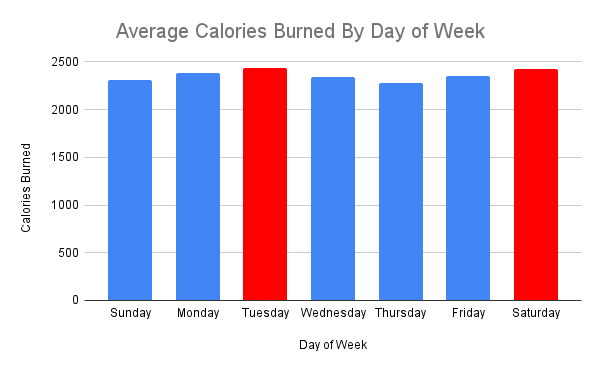 Average Calories Burned By Day of Week
Calories Burned
2500
2000
1500
1000
500
0
Sunday Monday Tuesday Wednesday Thursday Friday Saturday
Day of Week